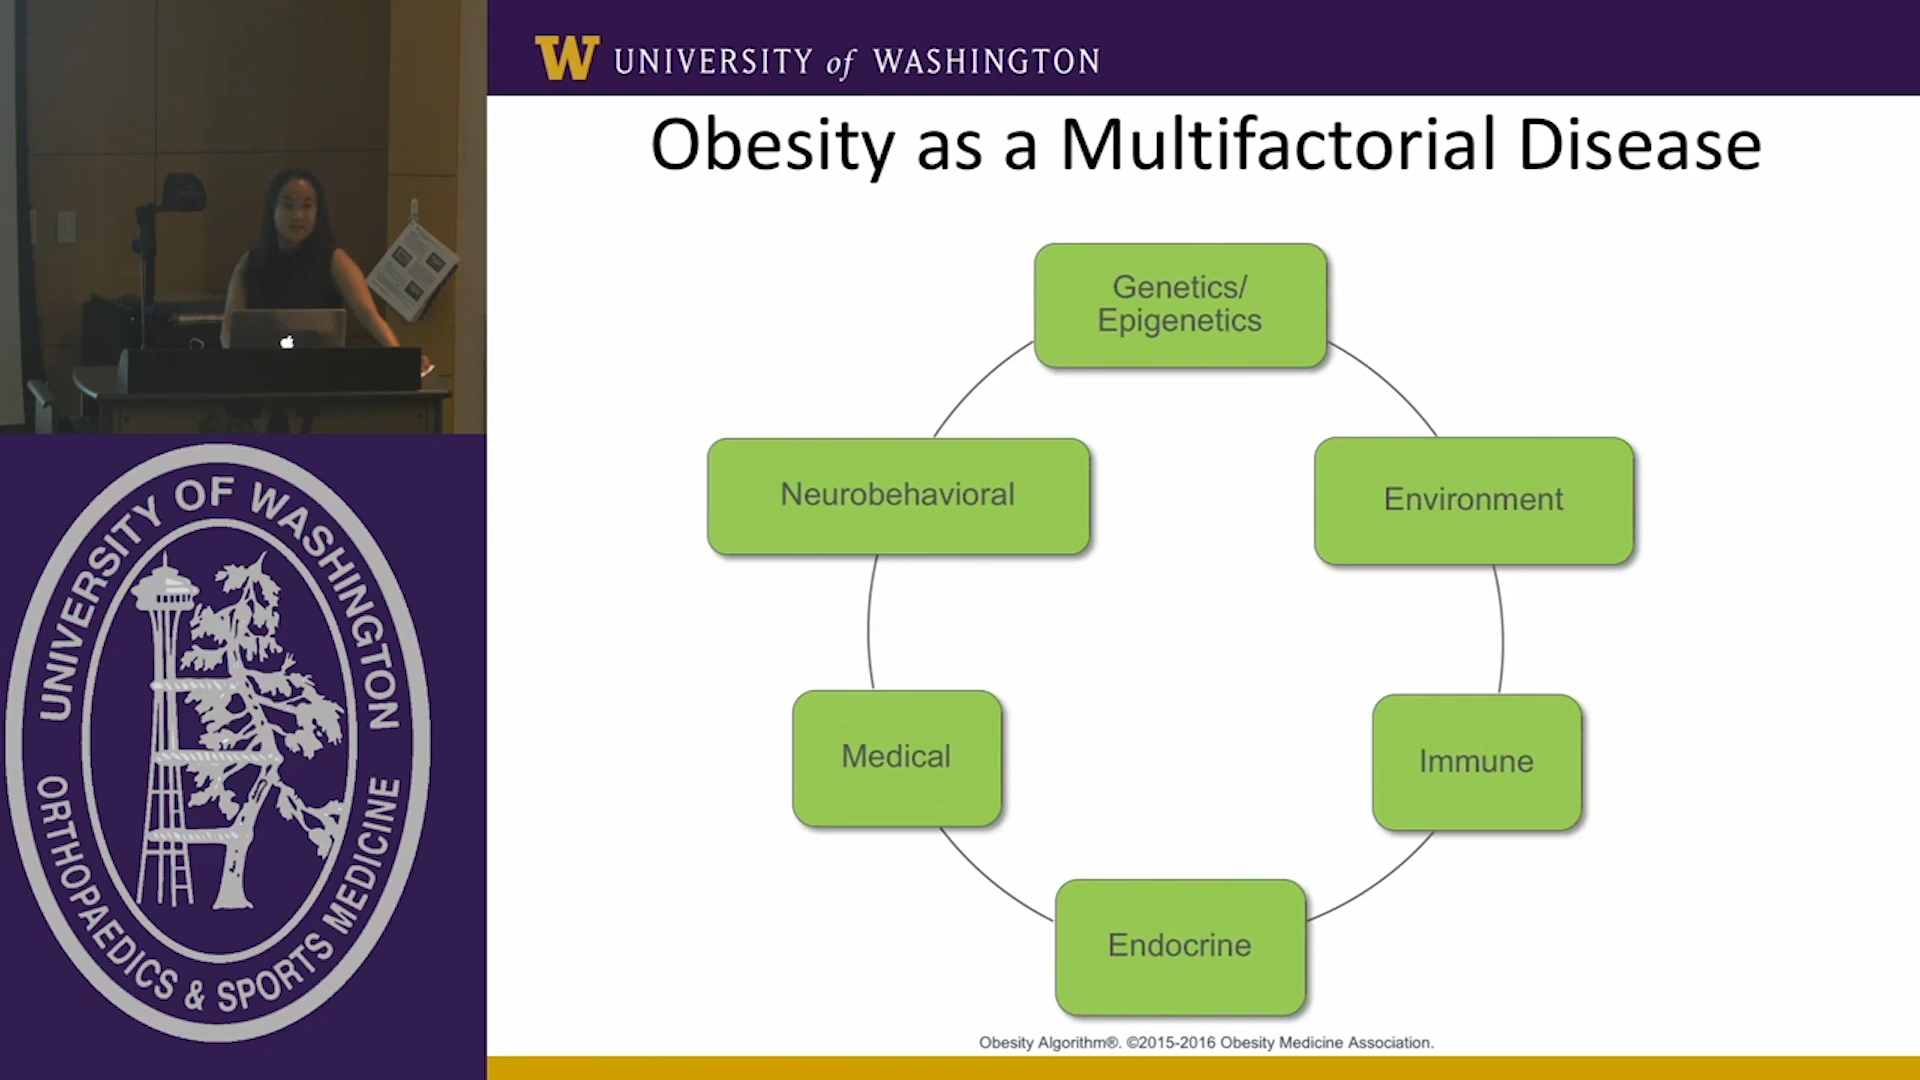 W UNIVERSITY of WASHINGTON
Obesity as a Multifactorial Disease
Genetics/
Epigenetics
Neurobehavioral
Environment
Medical
Immune
Endocrine
Obesity Algorithm®. ©2015-2016 Obesity Medicine Association.
UNIVERSITY OF WASHINGTON
ORTHOPAEDICS & SPORTS MEDICINE